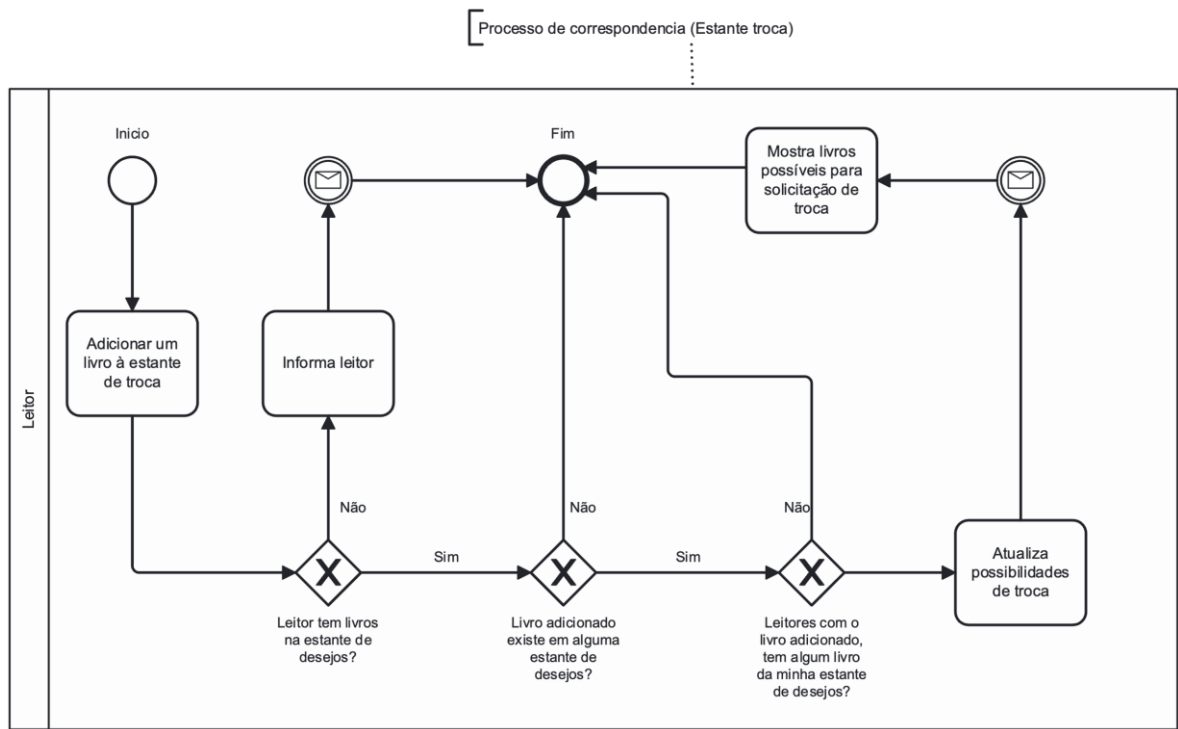 Processo de correspondencia (Estante troca)
Leitor
Inicio
Fim
Mostra livros
possíveis para
solicitação de
troca
Adicionar um
livro à estante
de troca
Informa leitor
Não
Não
Não
Sim
Sim
Atualiza
possibilidades
de troca
Leitor tem livros
na estante de
desejos?
Livro adicionado
existe em alguma
estante de
desejos?
Leitores com o
livro adicionado,
tem algum livro
da minha estante
de desejos?